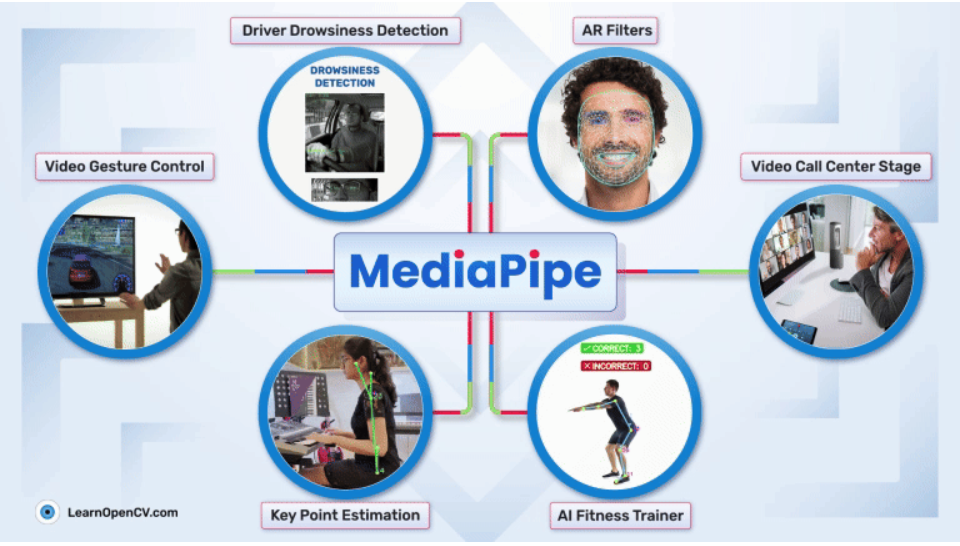 Driver Drowsiness Detection
AR Filters
DROWSINESS
DETECTION
Video Gesture Control
Video Call Center Stage
MediaPipe
CORRECT: 3
INCORRECT: 0
Key Point Estimation
AI Fitness Trainer
LearnOpenCV.com